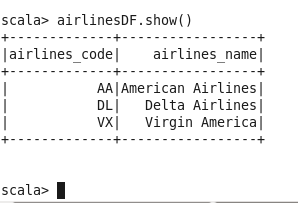 scala> airlinesDF.show()
+-------------+-----------------+
|airlines_code|    airlines_name|
+-------------+-----------------+
|           AA|American Airlines|
|           DL|   Delta Airlines|
|           VX|   Virgin America|
+-------------+-----------------+
scala>